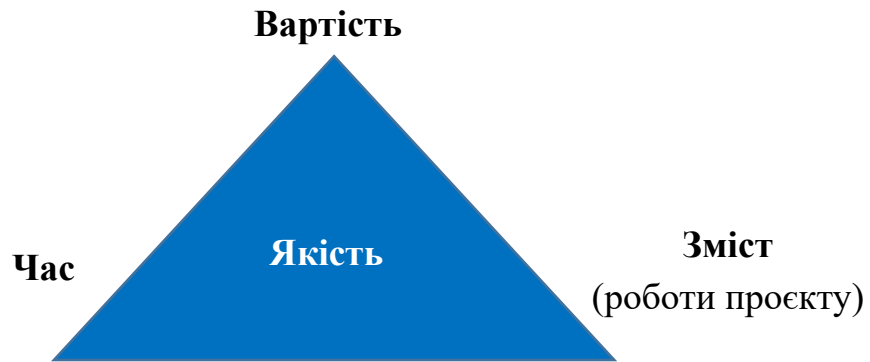 Вартість
Час
Якість
Зміст
(роботи проєкту)